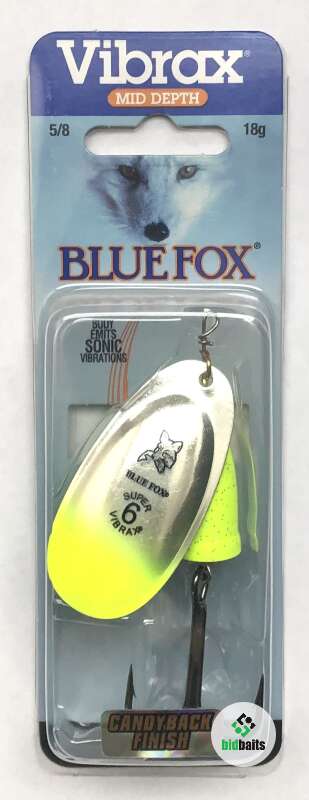 Vibrax®
MID DEPTH
5/8 18g
BLUE FOX®
BODY
EMITS
SONIC
VIBRATIONS
BLUE FOX®
SUPER
6
VIBRAX®
CANDYBACK
FINISH
bidbaits